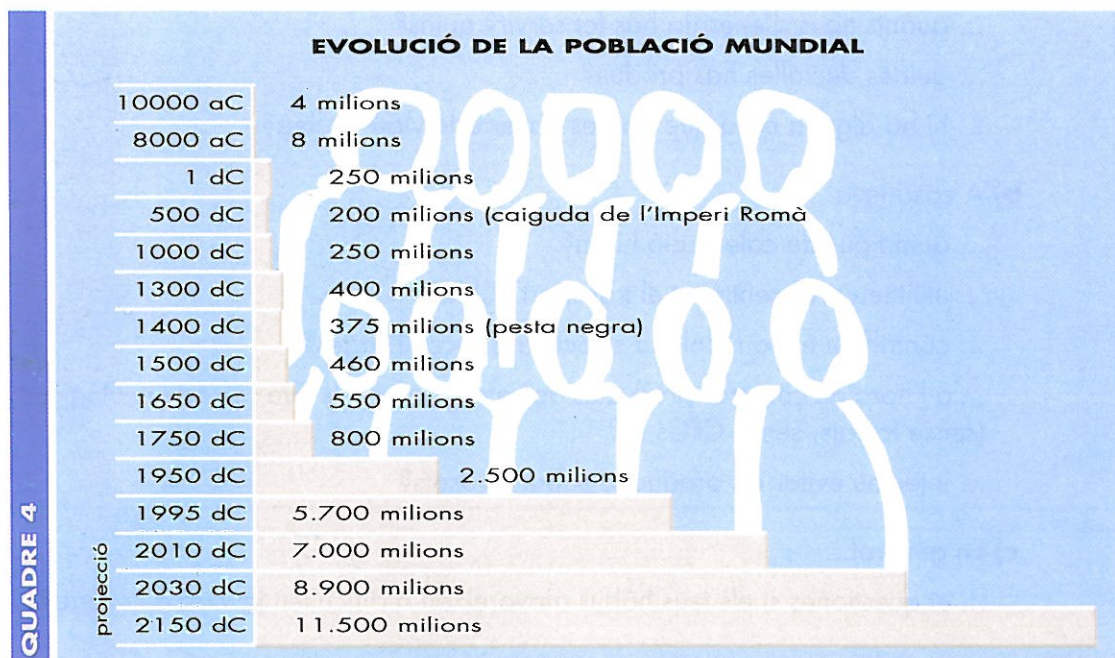 EVOLUCIÓ DE LA POBLACIÓ MUNDIAL
10000 aC 4 milions
8000 aC 8 milions
1 dC 250 milions
500 dC 200 milions (caiguda de l'Imperi Romà
1000 dC 250 milions
1300 dC 400 milions
1400 dC 375 milions (pesta negra)
1500 dC 460 milions
1650 dC 550 milions
1750 dC 800 milions
1950 dC 2.500 milions
1995 dC 5.700 milions
2010 dC 7.000 milions
2030 dC 8.900 milions
2150 dC 11.500 milions
projecció
QUADRE 4